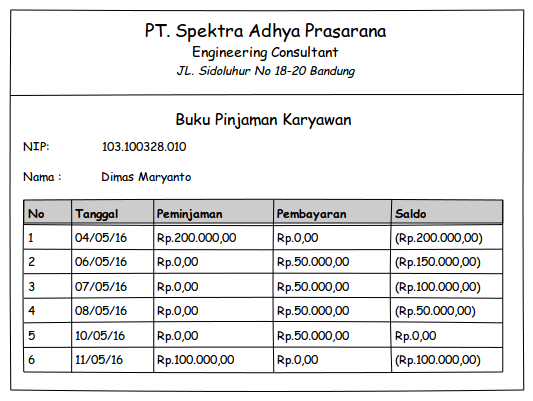 PT. Spektra Adhya Prasarana
Engineering Consultant
JL. Sidoluhur No 18-20 Bandung
Buku Pinjaman Karyawan
NIP: 103.100328.010
Nama : Dimas Maryanto
No Tanggal Peminjaman Pembayaran Saldo
1 04/05/16 Rp.200.000,00 Rp.0,00 (Rp.200.000,00)
2 06/05/16 Rp.0,00 Rp.50.000,00 (Rp.150.000,00)
3 07/05/16 Rp.0,00 Rp.50.000,00 (Rp.100.000,00)
4 08/05/16 Rp.0,00 Rp.50.000,00 (Rp.50.000,00)
5 10/05/16 Rp.0,00 Rp.50.000,00 Rp.0,00
6 11/05/16 Rp.100.000,00 Rp.0,00 (Rp.100.000,00)